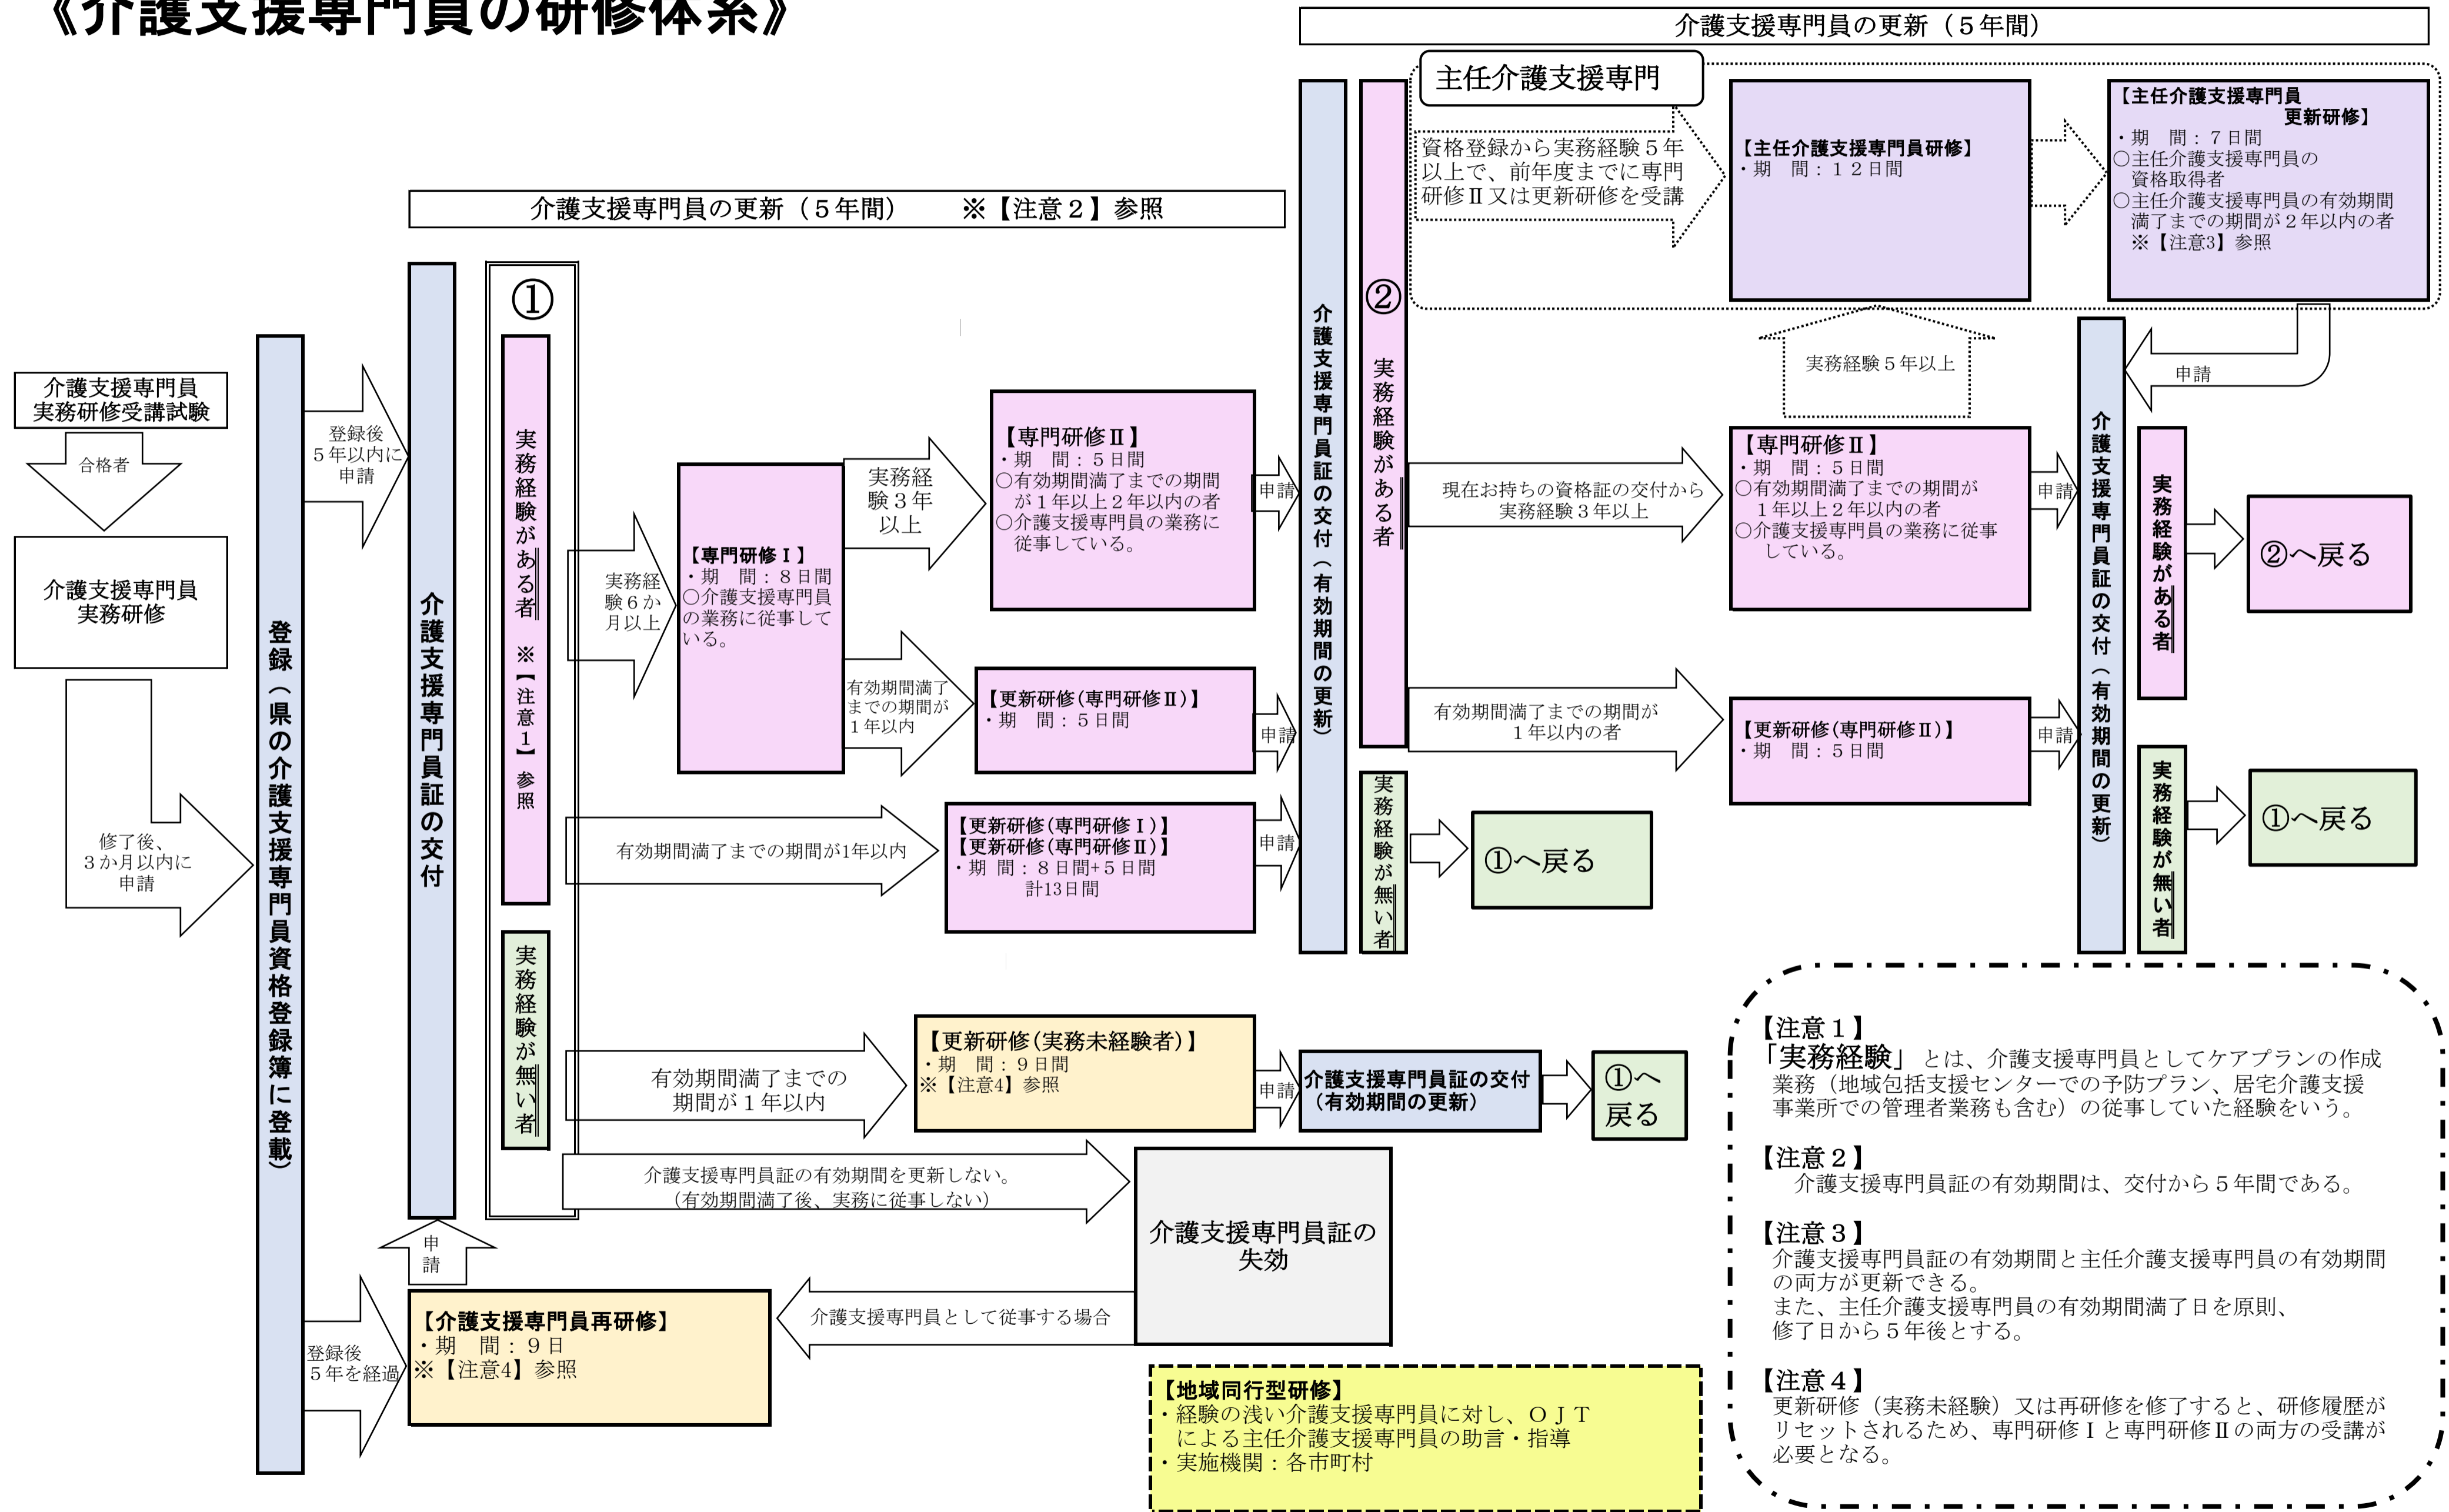 《介護支援専門員の研修体系》
介護支援専門員の更新（５年間）
主任介護支援専門
資格登録から実務経験５年
以上で、前年度までに専門
研修Ⅱ又は更新研修を受講
【主任介護支援専門員研修】
・期　間：１２日間
【主任介護支援専門員
更新研修】
・期　間：７日間
○主任介護支援専門員の
資格取得者
○主任介護支援専門員の有効期間
満了までの期間が２年以内の者
※【注意3】参照
介護支援専門員の更新（５年間）　　※【注意２】参照
介護支援専門員
実務研修受講試験
合格者
介護支援専門員
実務研修
修了後、
３か月以内に
申請
登録（県の介護支援専門員資格登録簿に登載）
登録後
５年以内に
申請
介護支援専門員証の交付
①
実務経験がある者　※【注意１】参照
実務経験が無い者
実務経
験６か
月以上
【専門研修Ⅰ】
・期　間：８日間
○介護支援専門員
の業務に従事して
いる。
実務経
験３年
以上
【専門研修Ⅱ】
・期　間：５日間
○有効期間満了までの期間
が１年以上２年以内の者
○介護支援専門員の業務に
従事している。
申請
有効期間満了
までの期間が
１年以内
【更新研修(専門研修Ⅱ)】
・期　間：５日間
申請
有効期間満了までの期間が1年以内
【更新研修(専門研修Ⅰ)】
【更新研修(専門研修Ⅱ)】
・期 間：８日間+５日間
計13日間
申請
介護支援専門員証の交付（有効期間の更新）
②
実務経験がある者
実務経験が無い者
①へ戻る
現在お持ちの資格証の交付から
実務経験３年以上
実務経験５年以上
【専門研修Ⅱ】
・期　間：５日間
○有効期間満了までの期間が
１年以上２年以内の者
○介護支援専門員の業務に従事
している。
申請
有効期間満了までの期間が
１年以内の者
【更新研修(専門研修Ⅱ)】
・期　間：５日間
申請
申請
介護支援専門員証の交付（有効期間の更新）
実務経験がある者
②へ戻る
実務経験が無い者
①へ戻る
有効期間満了までの
期間が１年以内
【更新研修(実務未経験者)】
・期　間：９日間
※【注意4】参照
申請
介護支援専門員証の交付
（有効期間の更新）
①へ
戻る
介護支援専門員証の有効期間を更新しない。
（有効期間満了後、実務に従事しない）
介護支援専門員証の
失効
介護支援専門員として従事する場合
申
請
登録後
５年を経過
【介護支援専門員再研修】
・期　間：９日
※【注意4】参照
【地域同行型研修】
・経験の浅い介護支援専門員に対し、ＯＪＴ
による主任介護支援専門員の助言・指導
・実施機関：各市町村
【注意１】
「実務経験」とは、介護支援専門員としてケアプランの作成
業務（地域包括支援センターでの予防プラン、居宅介護支援
事業所での管理者業務も含む）の従事していた経験をいう。
【注意２】
介護支援専門員証の有効期間は、交付から５年間である。
【注意３】
介護支援専門員証の有効期間と主任介護支援専門員の有効期間
の両方が更新できる。
また、主任介護支援専門員の有効期間満了日を原則、
修了日から５年後とする。
【注意４】
更新研修（実務未経験）又は再研修を修了すると、研修履歴が
リセットされるため、専門研修Ⅰと専門研修Ⅱの両方の受講が
必要となる。